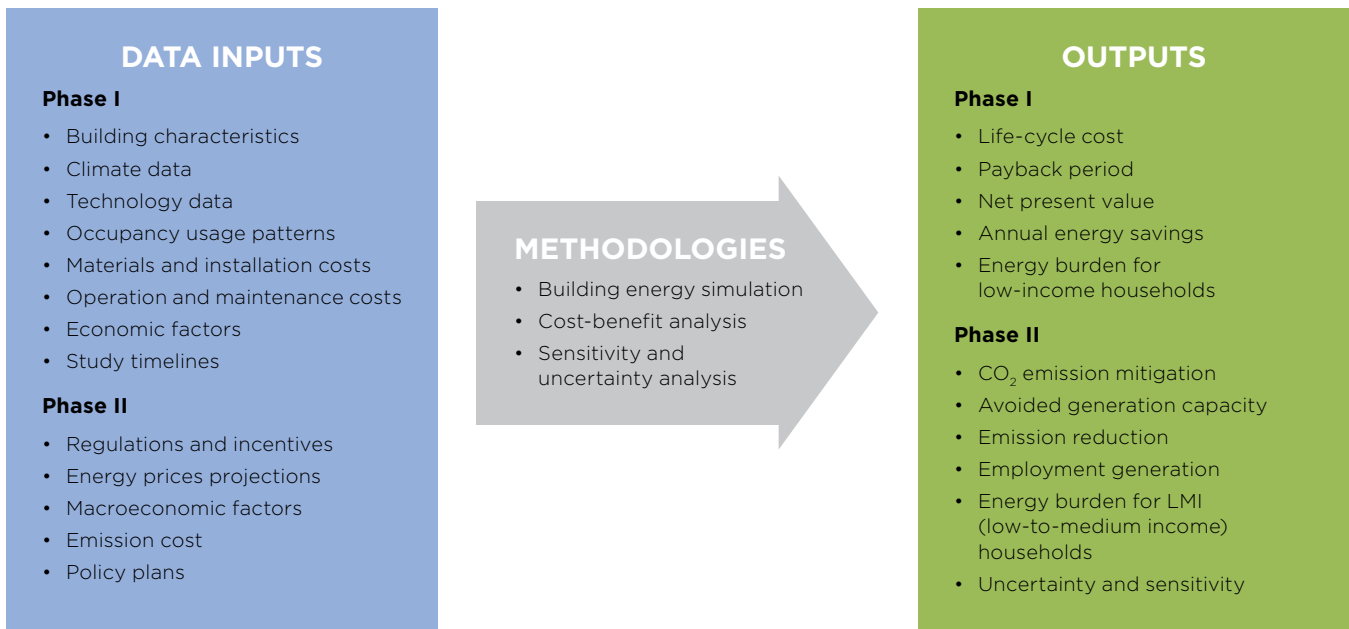 DATA INPUTS
Phase I
• Building characteristics
• Climate data
• Technology data
• Occupancy usage patterns
• Materials and installation costs
• Operation and maintenance costs
• Economic factors
• Study timelines
Phase II
• Regulations and incentives
• Energy prices projections
• Macroeconomic factors
• Emission cost
• Policy plans
METHODOLOGIES
• Building energy simulation
• Cost-benefit analysis
• Sensitivity and
uncertainty analysis
OUTPUTS
Phase I
• Life-cycle cost
• Payback period
• Net present value
• Annual energy savings
• Energy burden for
low-income households
Phase II
• CO₂ emission mitigation
• Avoided generation capacity
• Emission reduction
• Employment generation
• Energy burden for LMI
(low-to-medium income)
households
• Uncertainty and sensitivity